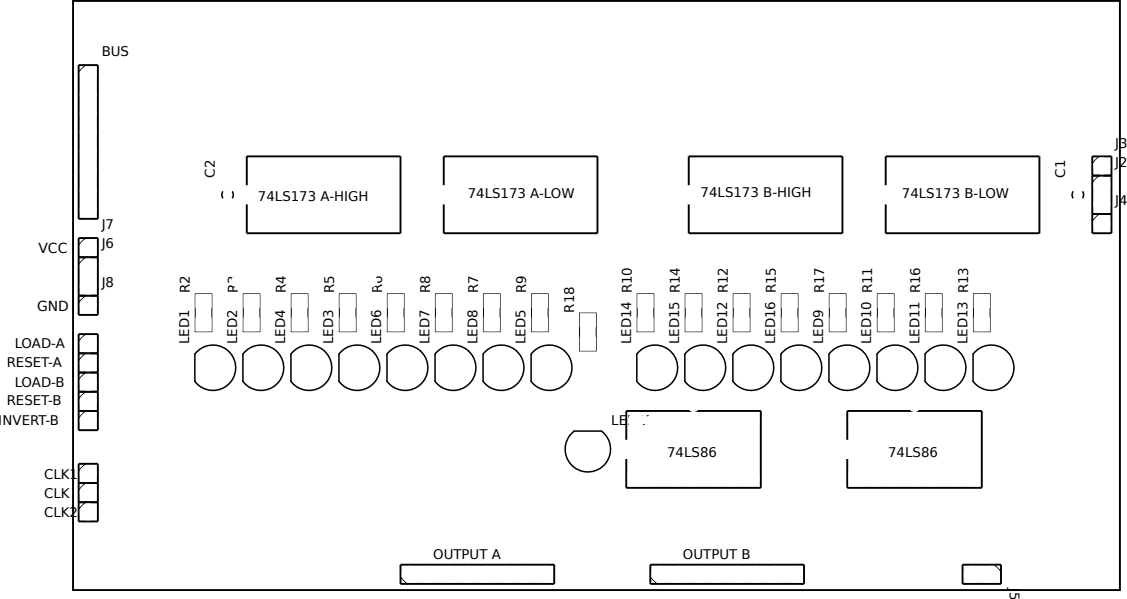 BUS
J3
J2
J4
C2
C1
74LS173 A-HIGH
74LS173 A-LOW
74LS173 B-HIGH
74LS173 B-LOW
J7
VCC
J6
J8
GND
R2
R4
R5
R8
R7
R9
R18
R10
R14
R12
R15
R17
R11
R16
R13
LED1
LED2
LED4
LED3
LED6
LED7
LED8
LED5
LED14
LED15
LED12
LED16
LED9
LED10
LED11
LED13
LOAD-A
RESET-A
LOAD-B
RESET-B
NVERT-B
74LS86
74LS86
CLK1
CLK
CLK2
OUTPUT A
OUTPUT B